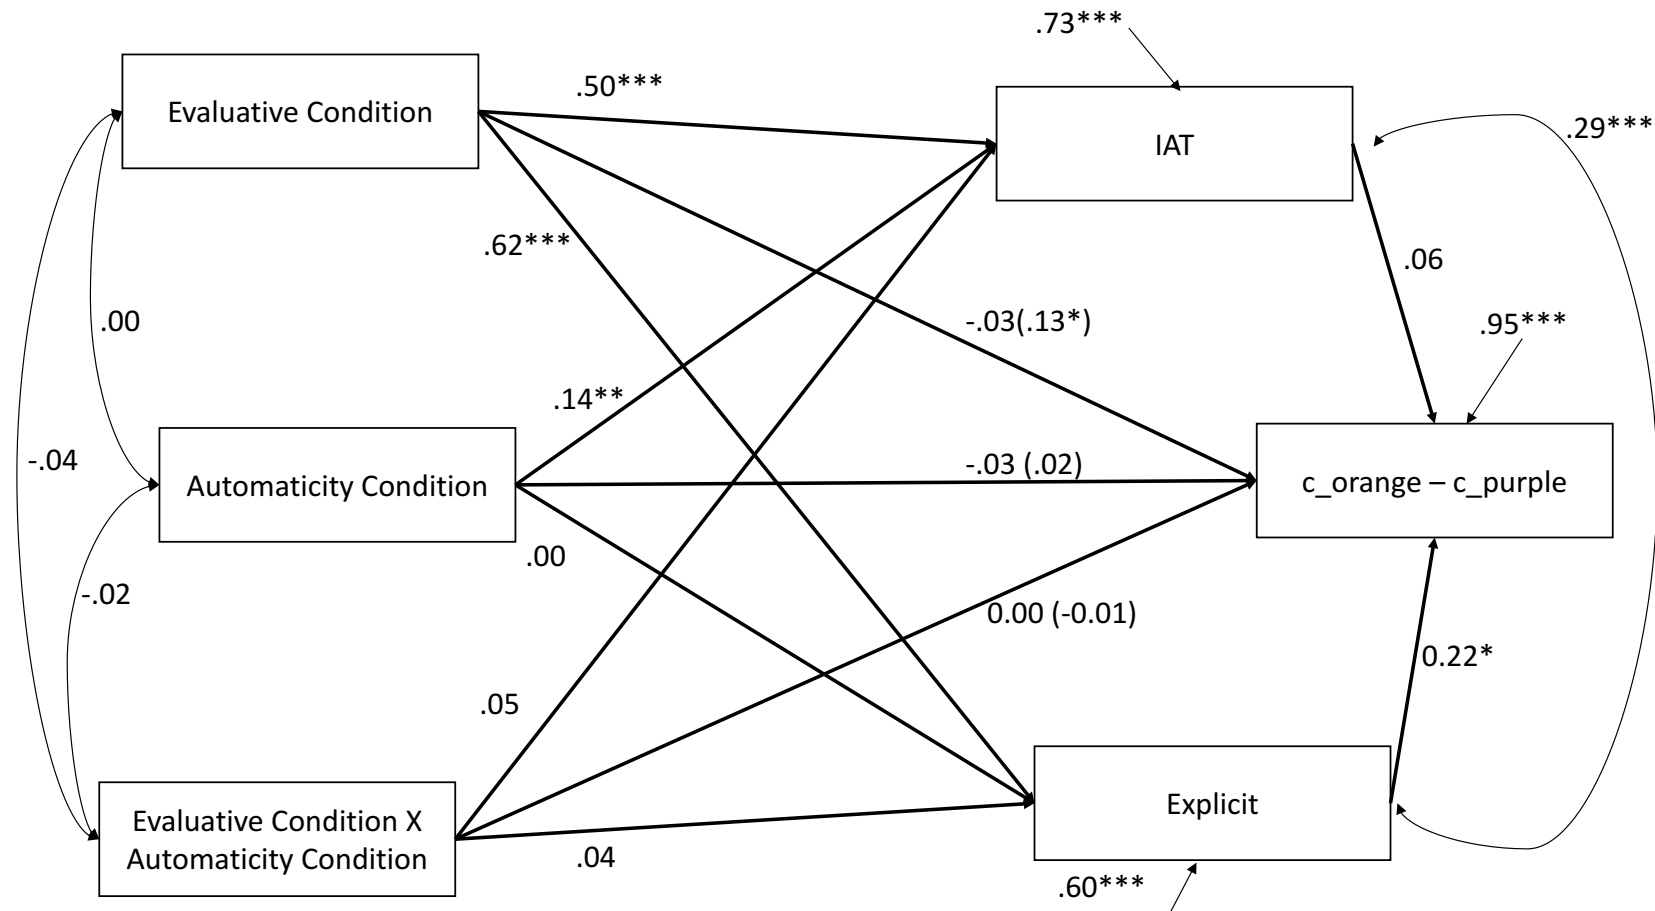 .73***
Evaluative Condition
.50***
IAT
.29***
.62***
.06
.00
-.03(.13*)
.95***
.14**
-.04
-.03 (.02)
Automaticity Condition
c_orange – c_purple
.00
-.02
0.00 (-0.01)
0.22*
.05
Explicit
Evaluative Condition X
Automaticity Condition
.04
.60***